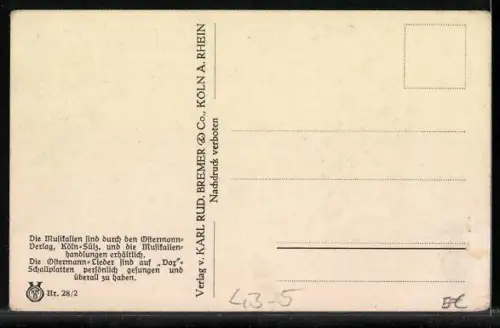 Die Musikalien sind durch den Ostermann-
Verlag, Köln-Sülz, und die Musikalien-
handlungen erhältlich.
Die Ostermann-Lieder sind auf „Vox“-
Schallplatten persönlich gesungen und
überall zu haben.
Nr. 28/2
Verlag v. KARL RUD. BREMER & Co., KÖLN A. RHEIN
Nachdruck verboten
43-5